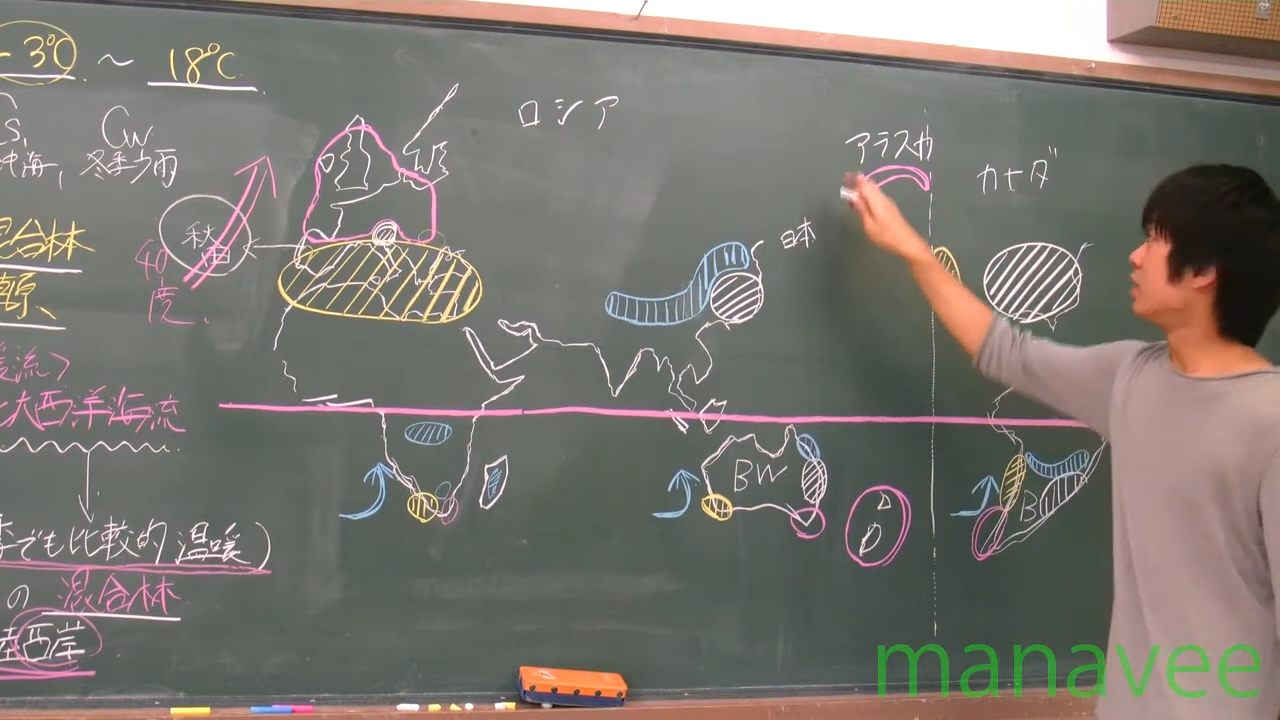 -3℃ ~ 18℃
Cs, Cw
冬季少雨
混合林
秋田
40度
大西洋海流
でも比較的温暖)
の混合林
西岸
ロシア
日本
アラスカ
カナダ
BW
B
manavee